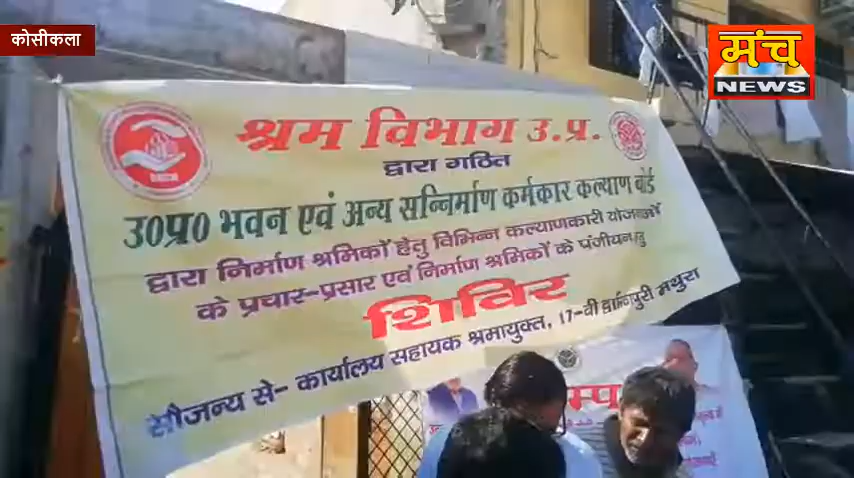 कोसीकला
मंच
NEWS
श्रम विभाग उ.प्र.
द्वारा गठित
उ0प्र0 भवन एवं अन्य सन्निर्माण कर्मकार कल्याण बोर्ड
द्वारा निर्माण श्रमिकों हेतु विभिन्न कल्याणकारी योजनाओं
के प्रचार-प्रसार एवं निर्माण श्रमिकों के पंजीयन हेतु
शिविर
सौजन्य से- कार्यालय सहायक श्रमायुक्त, 17-बी मथुरा